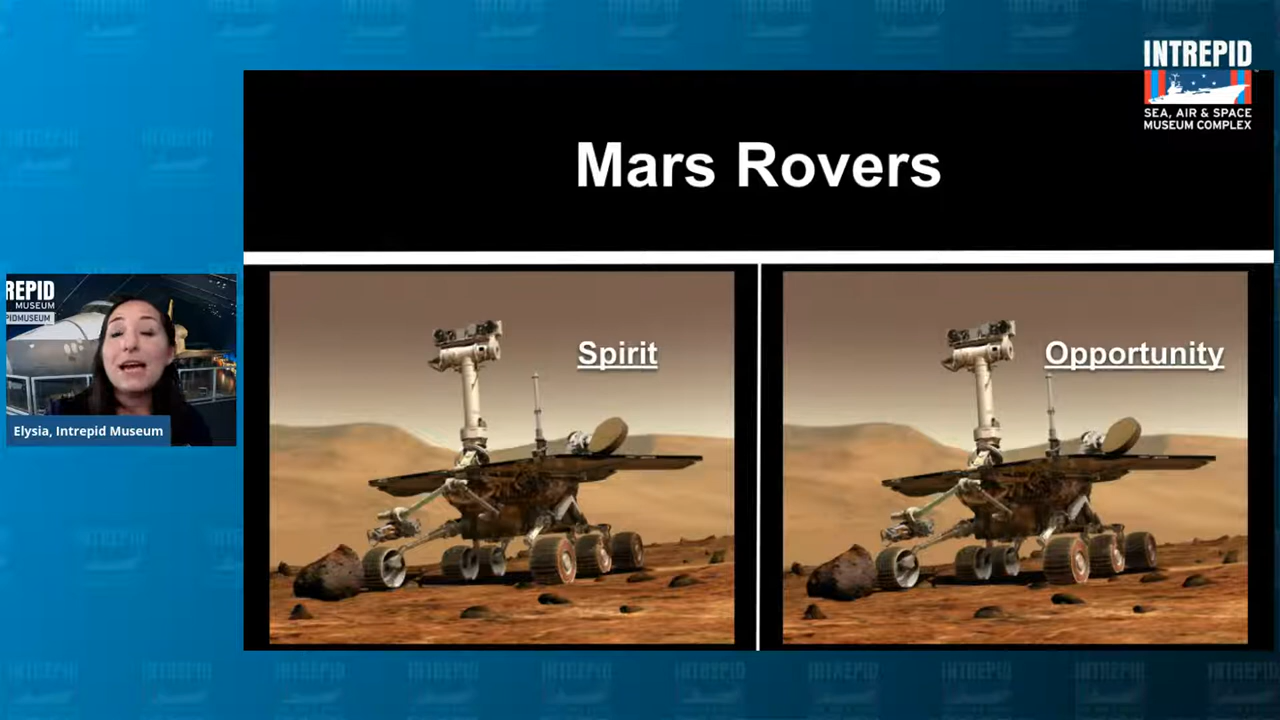 INTREPID
SEA, AIR & SPACE
MUSEUM COMPLEX
Mars Rovers
Spirit
Opportunity
REPID
MUSEUM
PIDMUSEUM
Elysia, Intrepid Museum